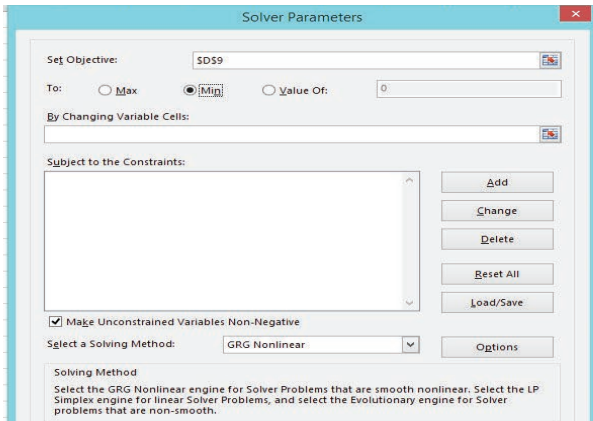 Solver Parameters
Set Objective: $D$9
To: Max Min Value Of: 0
By Changing Variable Cells:
Subject to the Constraints:
Add
Change
Delete
Reset All
Load/Save
Make Unconstrained Variables Non-Negative
Select a Solving Method: GRG Nonlinear Options
Solving Method
Select the GRG Nonlinear engine for Solver Problems that are smooth nonlinear. Select the LP
Simplex engine for linear Solver Problems, and select the Evolutionary engine for Solver
problems that are non-smooth.